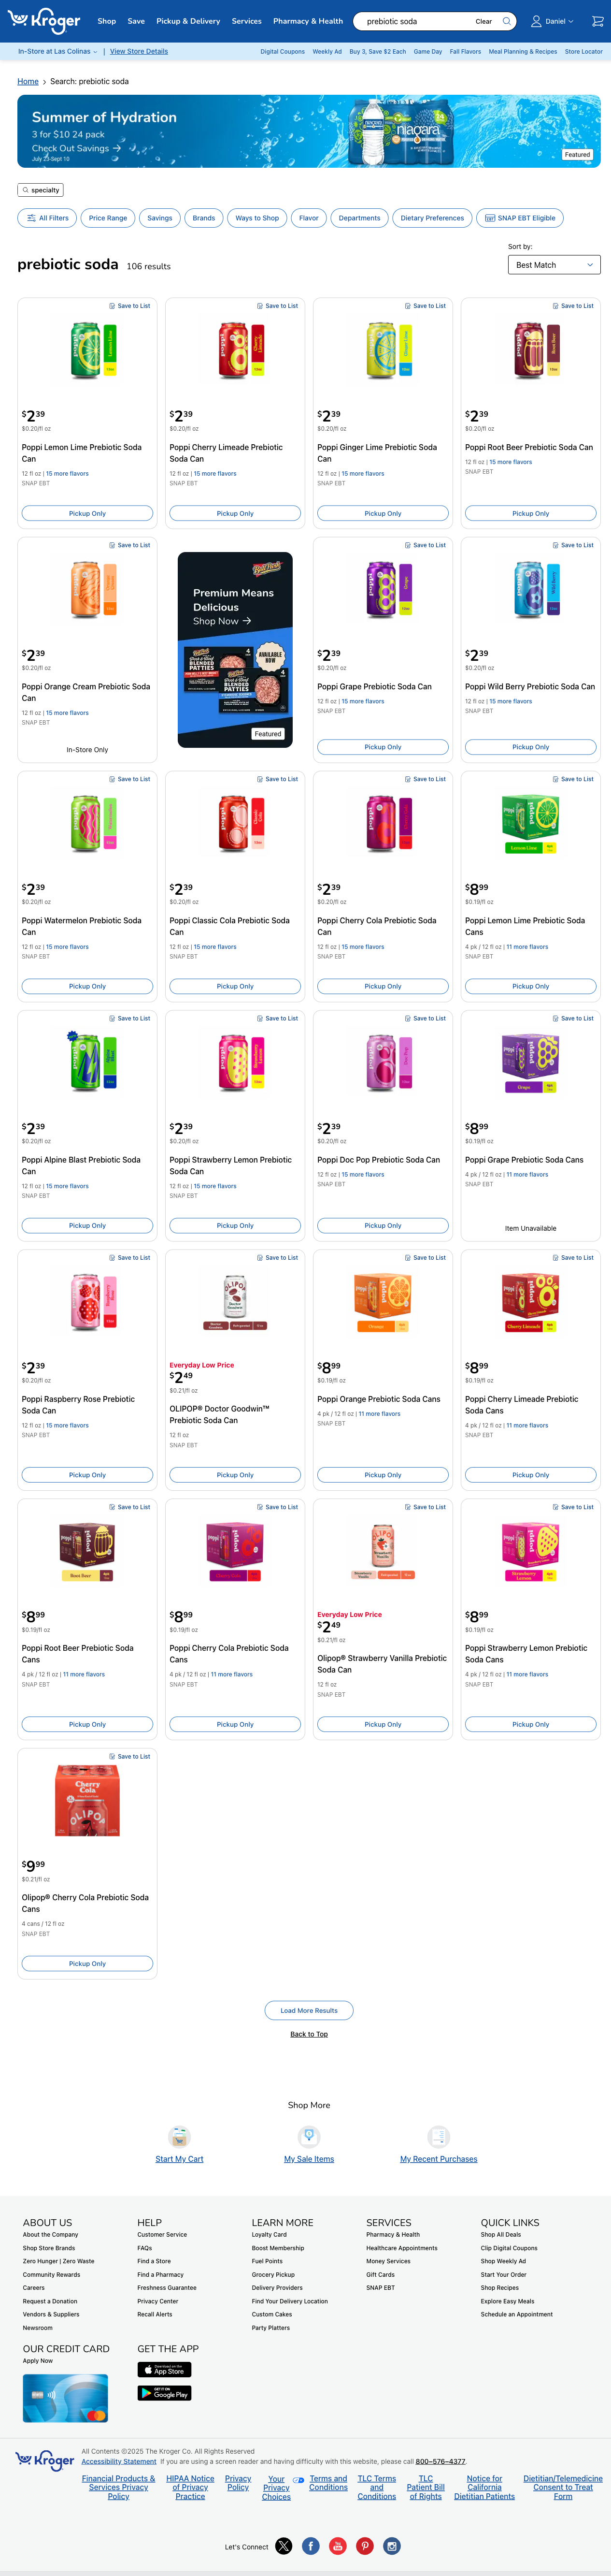 Kroger
Shop
Save
Pickup & Delivery
Services
Pharmacy & Health
prebiotic soda
Clear
Daniel
In-Store at Las Colinas
View Store Details
Digital Coupons
Weekly Ad
Buy 3, Save $2 Each
Game Day
Fall Flavors
Meal Planning & Recipes
Store Locator
Home
Search: prebiotic soda
Summer of Hydration
3 for $10 24 pack
Check Out Savings
July 23-Sept 10
niagara
Featured
specialty
All Filters
Price Range
Savings
Brands
Ways to Shop
Flavor
Departments
Dietary Preferences
SNAP EBT Eligible
Sort by:
prebiotic soda 106 results
Best Match
Save to List
$2 39
$0.20/fl oz
Poppi Lemon Lime Prebiotic Soda
Can
12 fl oz | 15 more flavors
SNAP EBT
Pickup Only
Save to List
$2 39
$0.20/fl oz
Poppi Cherry Limeade Prebiotic
Soda Can
12 fl oz | 15 more flavors
SNAP EBT
Pickup Only
Save to List
$2 39
$0.20/fl oz
Poppi Ginger Lime Prebiotic Soda
Can
12 fl oz | 15 more flavors
SNAP EBT
Pickup Only
Save to List
$2 39
$0.20/fl oz
Poppi Root Beer Prebiotic Soda Can
12 fl oz | 15 more flavors
SNAP EBT
Pickup Only
Save to List
$2 39
$0.20/fl oz
Poppi Orange Cream Prebiotic Soda
Can
12 fl oz | 15 more flavors
SNAP EBT
In-Store Only
Premium Means
Delicious
Shop Now
AVAILABLE
NOW
BLENDED
PATTIES
Featured
Save to List
$2 39
$0.20/fl oz
Poppi Grape Prebiotic Soda Can
12 fl oz | 15 more flavors
SNAP EBT
Pickup Only
Save to List
$2 39
$0.20/fl oz
Poppi Wild Berry Prebiotic Soda Can
12 fl oz | 15 more flavors
SNAP EBT
Pickup Only
Save to List
$2 39
$0.20/fl oz
Poppi Watermelon Prebiotic Soda
Can
12 fl oz | 15 more flavors
SNAP EBT
Pickup Only
Save to List
$2 39
$0.20/fl oz
Poppi Classic Cola Prebiotic Soda
Can
12 fl oz | 15 more flavors
SNAP EBT
Pickup Only
Save to List
$2 39
$0.20/fl oz
Poppi Cherry Cola Prebiotic Soda
Can
12 fl oz | 15 more flavors
SNAP EBT
Pickup Only
Save to List
Lemon Lime
$8 99
$0.19/fl oz
Poppi Lemon Lime Prebiotic Soda
Cans
4 pk / 12 fl oz | 11 more flavors
SNAP EBT
Pickup Only
Save to List
$2 39
$0.20/fl oz
Poppi Alpine Blast Prebiotic Soda
Can
12 fl oz | 15 more flavors
SNAP EBT
Pickup Only
Save to List
$2 39
$0.20/fl oz
Poppi Strawberry Lemon Prebiotic
Soda Can
12 fl oz | 15 more flavors
SNAP EBT
Pickup Only
Save to List
$2 39
$0.20/fl oz
Poppi Doc Pop Prebiotic Soda Can
12 fl oz | 15 more flavors
SNAP EBT
Pickup Only
Save to List
Grape
$8 99
$0.19/fl oz
Poppi Grape Prebiotic Soda Cans
4 pk / 12 fl oz | 11 more flavors
SNAP EBT
Item Unavailable
Save to List
$2 39
$0.20/fl oz
Poppi Raspberry Rose Prebiotic
Soda Can
12 fl oz | 15 more flavors
SNAP EBT
Pickup Only
Save to List
OLIPOP
Everyday Low Price
$2 49
$0.21/fl oz
OLIPOP® Doctor Goodwin™
Prebiotic Soda Can
12 fl oz
SNAP EBT
Pickup Only
Save to List
Orange
$8 99
$0.19/fl oz
Poppi Orange Prebiotic Soda Cans
4 pk / 12 fl oz | 11 more flavors
SNAP EBT
Pickup Only
Save to List
Cherry Limeade
$8 99
$0.19/fl oz
Poppi Cherry Limeade Prebiotic
Soda Cans
4 pk / 12 fl oz | 11 more flavors
SNAP EBT
Pickup Only
Save to List
Root Beer
$8 99
$0.19/fl oz
Poppi Root Beer Prebiotic Soda
Cans
4 pk / 12 fl oz | 11 more flavors
SNAP EBT
Pickup Only
Save to List
$8 99
$0.19/fl oz
Poppi Cherry Cola Prebiotic Soda
Cans
4 pk / 12 fl oz | 11 more flavors
SNAP EBT
Pickup Only
Save to List
OLIPOP
Everyday Low Price
$2 49
$0.21/fl oz
Olipop® Strawberry Vanilla Prebiotic
Soda Can
12 fl oz
SNAP EBT
Pickup Only
Save to List
Strawberry
Lemon
$8 99
$0.19/fl oz
Poppi Strawberry Lemon Prebiotic
Soda Cans
4 pk / 12 fl oz | 11 more flavors
SNAP EBT
Pickup Only
Save to List
Cherry
Cola
OLIPOP
$9 99
$0.21/fl oz
Olipop® Cherry Cola Prebiotic Soda
Cans
4 cans / 12 fl oz
SNAP EBT
Pickup Only
Load More Results
Back to Top
Shop More
Start My Cart
My Sale Items
My Recent Purchases
ABOUT US
About the Company
Shop Store Brands
Zero Hunger | Zero Waste
Community Rewards
Careers
Request a Donation
Vendors & Suppliers
Newsroom
HELP
Customer Service
FAQs
Find a Store
Find a Pharmacy
Freshness Guarantee
Privacy Center
Recall Alerts
LEARN MORE
Loyalty Card
Boost Membership
Fuel Points
Grocery Pickup
Delivery Providers
Find Your Delivery Location
Custom Cakes
Party Platters
SERVICES
Pharmacy & Health
Healthcare Appointments
Money Services
Gift Cards
SNAP EBT
QUICK LINKS
Shop All Deals
Clip Digital Coupons
Shop Weekly Ad
Start Your Order
Shop Recipes
Explore Easy Meals
Schedule an Appointment
OUR CREDIT CARD
Apply Now
GET THE APP
Download on the
App Store
GET IT ON
Google Play
Kroger
All Contents ©2025 The Kroger Co. All Rights Reserved
Accessibility Statement If you are using a screen reader and having difficulty with this website, please call 800-576-4377.
Financial Products &
Services Privacy
Policy
HIPAA Notice
of Privacy
Practice
Privacy
Policy
Your
Privacy
Choices
Terms and
Conditions
TLC Terms
and
Conditions
TLC
Patient Bill
of Rights
Notice for
California
Dietitian Patients
Dietitian/Telemedicine
Consent to Treat
Form
Let's Connect